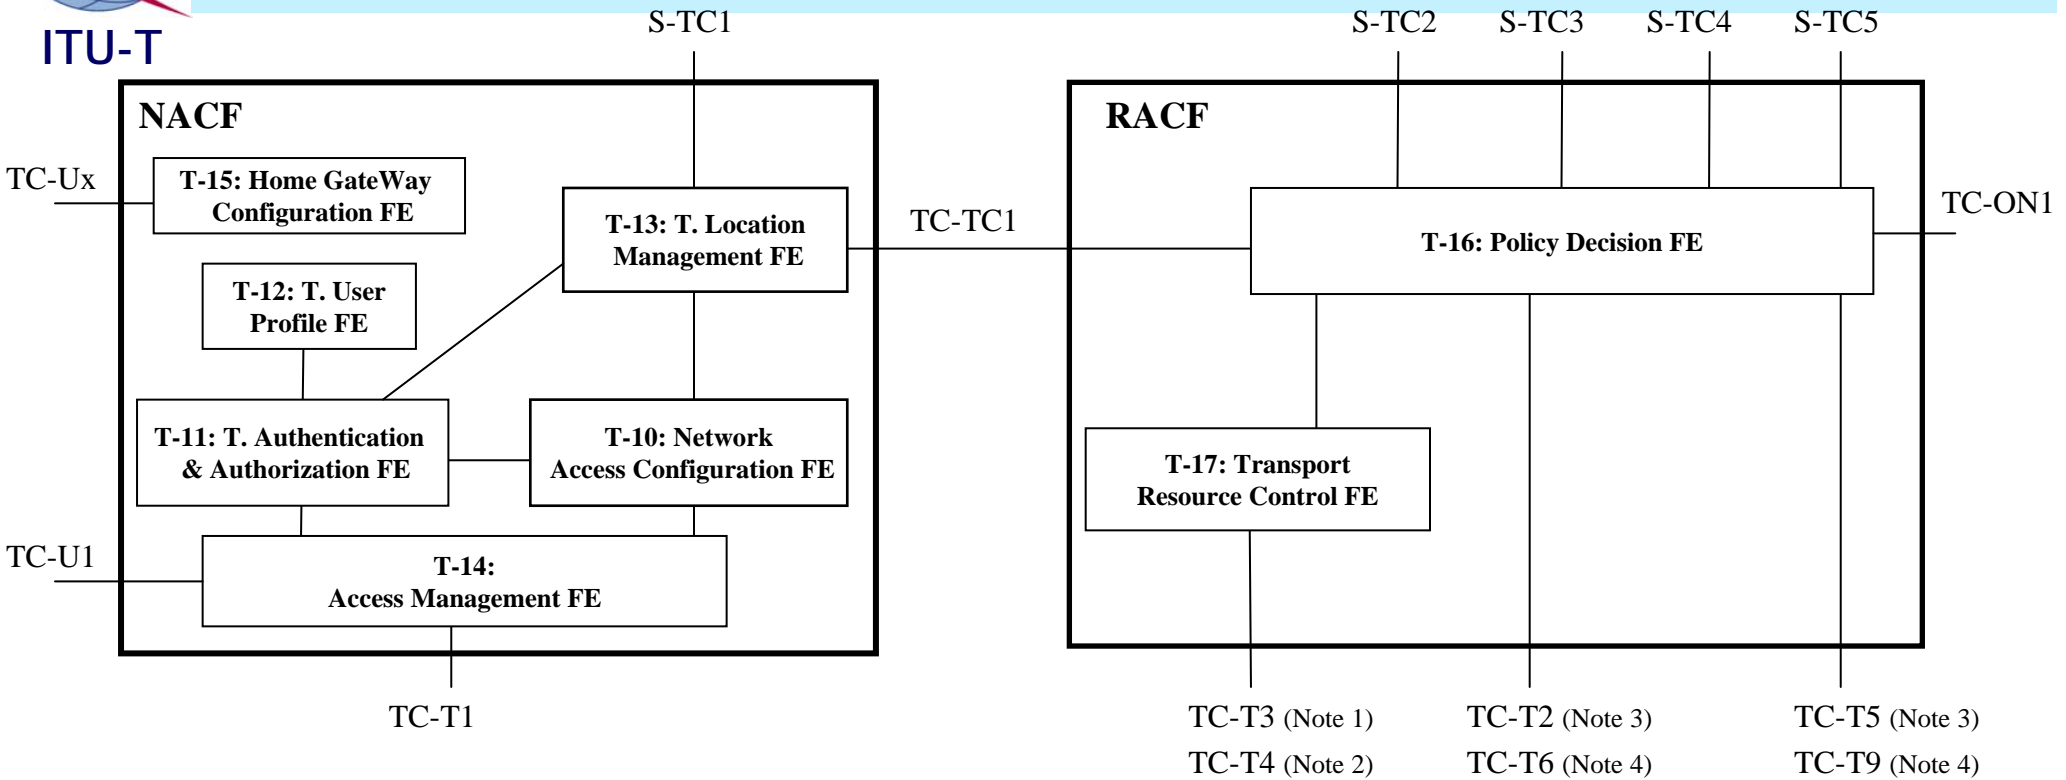 S-TC1
S-TC2
S-TC3
S-TC4
S-TC5
ITU-T
NACF
RACF
TC-Ux
T-15: Home GateWay
Configuration FE
T-13: T. Location
Management FE
TC-TC1
T-16: Policy Decision FE
TC-ON1
T-12: T. User
Profile FE
T-11: T. Authentication
& Authorization FE
T-10: Network
Access Configuration FE
T-17: Transport
Resource Control FE
TC-U1
T-14:
Access Management FE
TC-T1
TC-T3 (Note 1)
TC-T4 (Note 2)
TC-T2 (Note 3)
TC-T6 (Note 4)
TC-T5 (Note 3)
TC-T9 (Note 4)